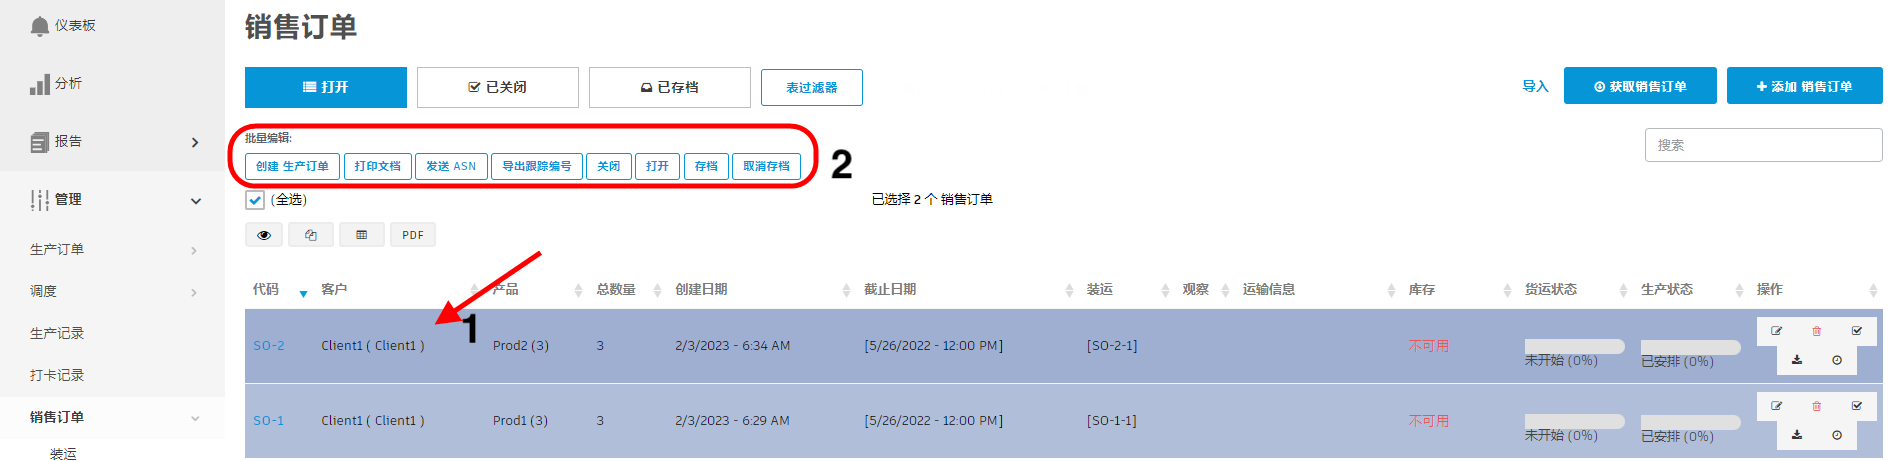 仪表板
分析
报告
管理
生产订单
调度
生产记录
打卡记录
销售订单
装运
销售订单
打开 已关闭 已存档 表过滤器 导入 获取销售订单 添加 销售订单
批量编辑:
搜索
创建 生产订单 打印文档 发送 ASN 导出跟踪编号 关闭 打开 存档 取消存档
2
(全选) 已选择 2 个 销售订单
PDF
代码 客户 产品 总数量 创建日期 截止日期 装运 观察 运输信息 库存 货运状态 生产状态 操作
1
SO-2 Client1 ( Client1 ) Prod2 (3) 3 2/3/2023 - 6:34 AM [5/26/2022 - 12:00 PM] [SO-2-1] 不可用
未开始 (0%) 已安排 (0%)
SO-1 Client1 ( Client1 ) Prod1 (3) 3 2/3/2023 - 6:29 AM [5/26/2022 - 12:00 PM] [SO-1-1] 不可用
未开始 (0%) 已安排 (0%)